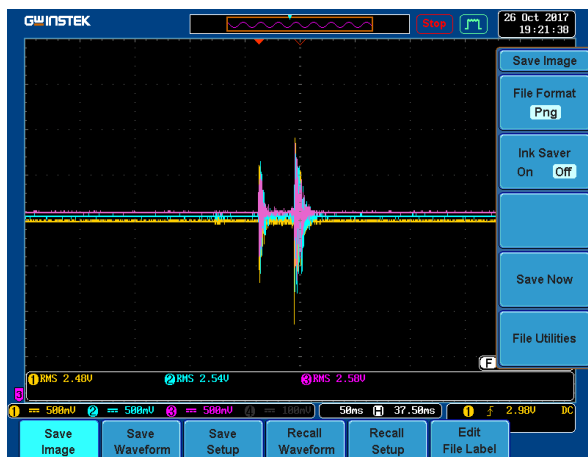 GWINSTEK
Stop
26 Oct 2017
19:21:38
Save Image
File Format
Png
Ink Saver
On Off
Save Now
File Utilities
F
1 RMS 2.48V 2 RMS 2.54V 3 RMS 2.58V
3
1 500mV 2 500mV 3 500mV 4 100mV 50ms H 37.50ms 1 2.98V DC
Save Image
Save Waveform
Save Setup
Recall Waveform
Recall Setup
Edit File Label